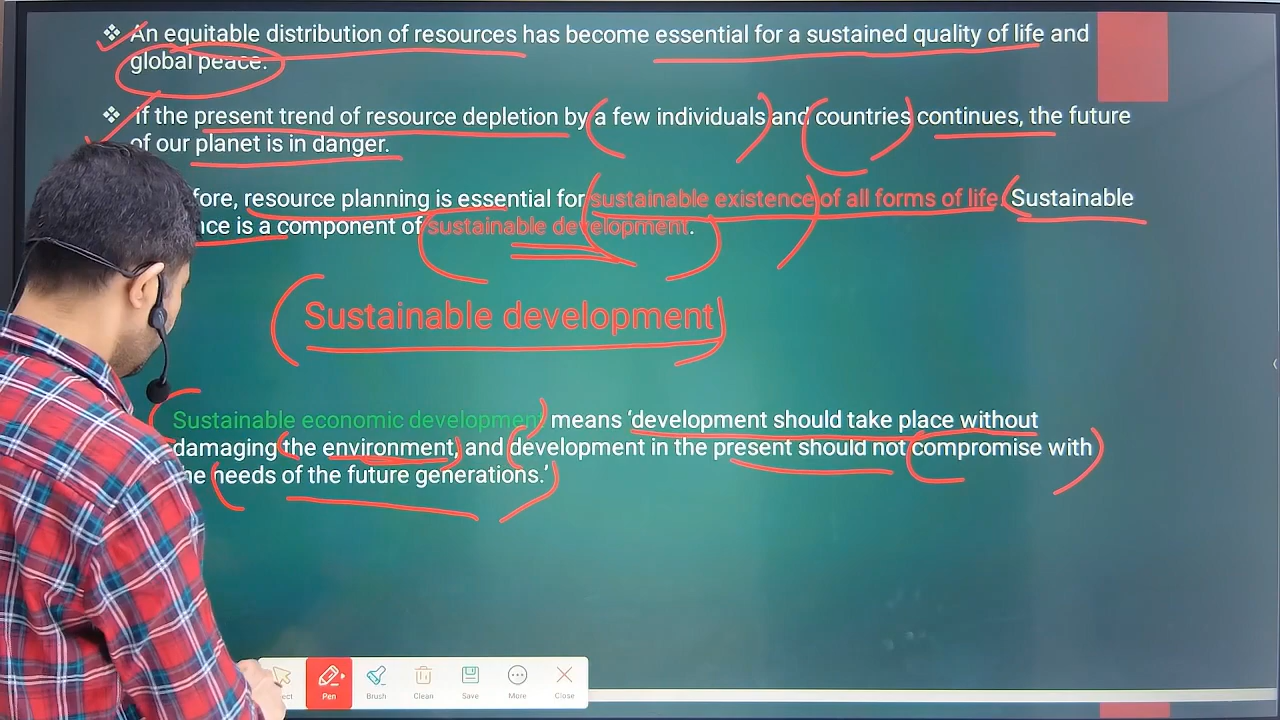 ❖ An equitable distribution of resources has become essential for a sustained quality of life and
global peace.
❖ If the present trend of resource depletion by a few individuals and countries continues, the future
of our planet is in danger.
fore, resource planning is essential for sustainable existence of all forms of life. Sustainable
nce is a component of sustainable development.
Sustainable development
Sustainable economic development means ‘development should take place without
damaging the environment, and development in the present should not compromise with
the needs of the future generations.’
ect Pen Brush Clean Save More Close